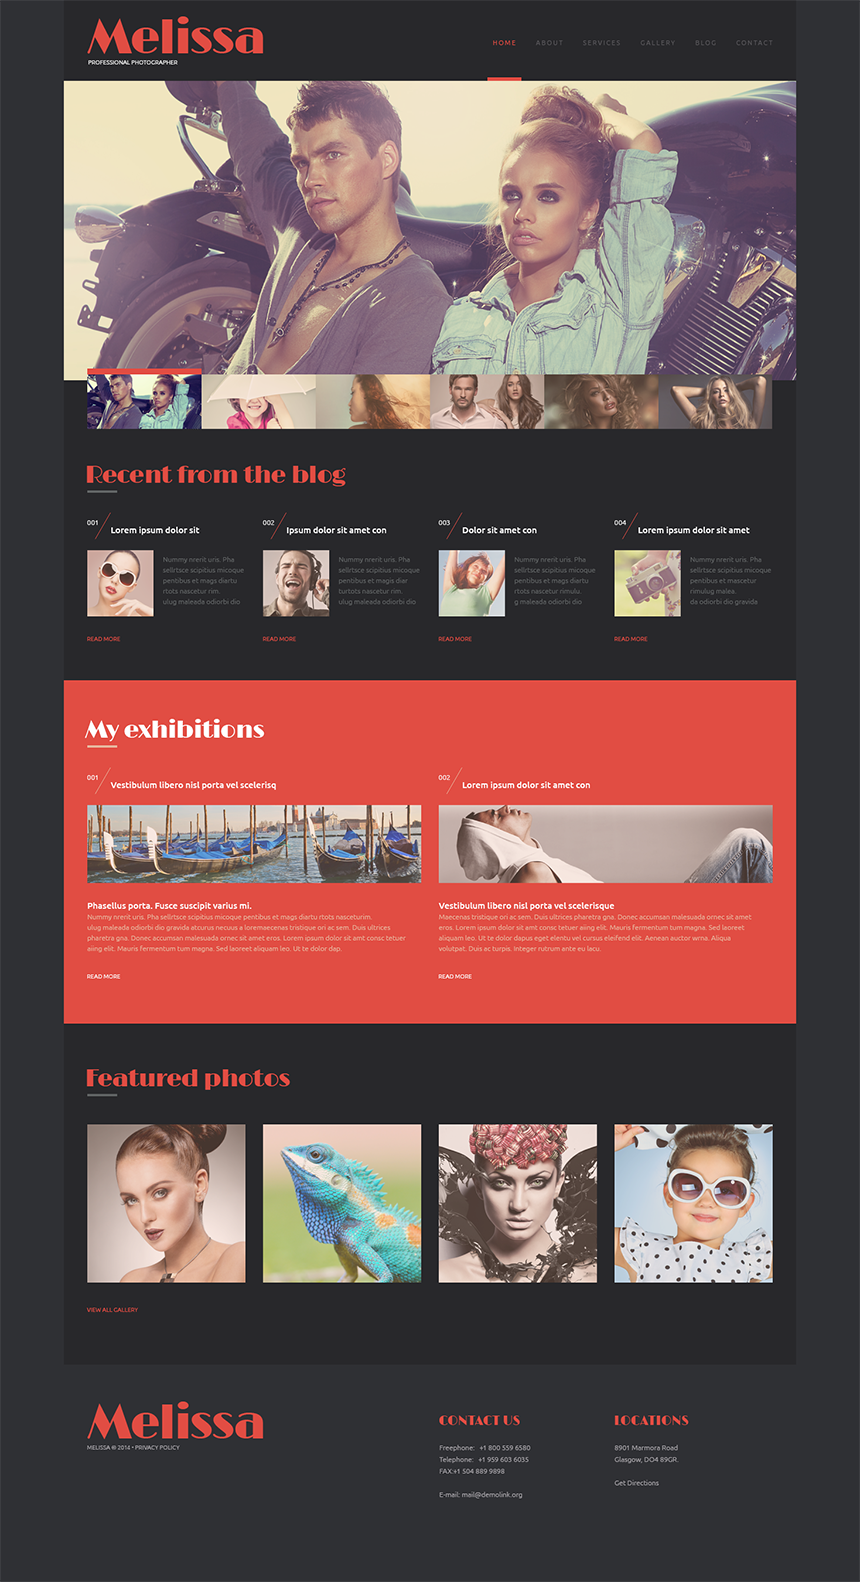 Melissa
PROFESSIONAL PHOTOGRAPHER
HOME ABOUT SERVICES GALLERY BLOG CONTACT
Recent from the blog
001 Lorem ipsum dolor sit
Nummy nrerit uris. Pha
sellrtsce scipitius micoque
pentibus et mags diartu
rtots nascetur rim.
ulug maleada odiorbi dio
READ MORE
002 Ipsum dolor sit amet con
Nummy nrerit uris. Pha
sellrtsce scipitius micoque
pentibus et mags diar
turtots nascetur rim.
ulug maleada odiorbi dio
READ MORE
003 Dolor sit amet con
Nummy nrerit uris. Pha
sellrtsce scipitius micoque
pentibus et mags diartu
rtots nascetur rimulu.
g maleada odiorbi dio
READ MORE
004 Lorem ipsum dolor sit amet
Nummy nrerit uris. Pha
sellrtsce scipitius micoque
pentibus et mascetur
rimulug malea.
da odiorbi dio gravida
READ MORE
My exhibitions
001 Vestibulum libero nisl porta vel scelerisq
Phasellus porta. Fusce suscipit varius mi.
Nummy nrerit uris. Pha sellrtsce scipitius micoque pentibus et mags diartu rtots nasceturim.
ulug maleada odiorbi dio gravida aturcus necuus a loremaecenas tristique ori ac sem. Duis ultrices
pharetra gna. Donec accumsan malesuada ornec sit amet eros. Lorem ipsum dolor sit amt consc tetuer
aiing elit. Mauris fermentum tum magna. Sed laoreet aliquam leo. Ut te dolor dap.
READ MORE
002 Lorem ipsum dolor sit amet con
Vestibulum libero nisl porta vel scelerisque
Maecenas tristique ori ac sem. Duis ultrices pharetra gna. Donec accumsan malesuada ornec sit amet
eros. Lorem ipsum dolor sit amt consc tetuer aiing elit. Mauris fermentum tum magna. Sed laoreet
aliquam leo. Ut te dolor dapus eget elentu vel cursus eleifend elit. Aenean auctor wrna. Aliqua
volutpat. Duis ac turpis. Integer rutrum ante eu lacu.
READ MORE
Featured photos
VIEW ALL GALLERY
Melissa
MELISSA © 2014 • PRIVACY POLICY
CONTACT US
Freephone: +1 800 559 6580
Telephone: +1 959 603 6035
FAX:+1 504 889 9898
E-mail: mail@demolink.org
LOCATIONS
8901 Marmora Road
Glasgow, DO4 89GR.
Get Directions